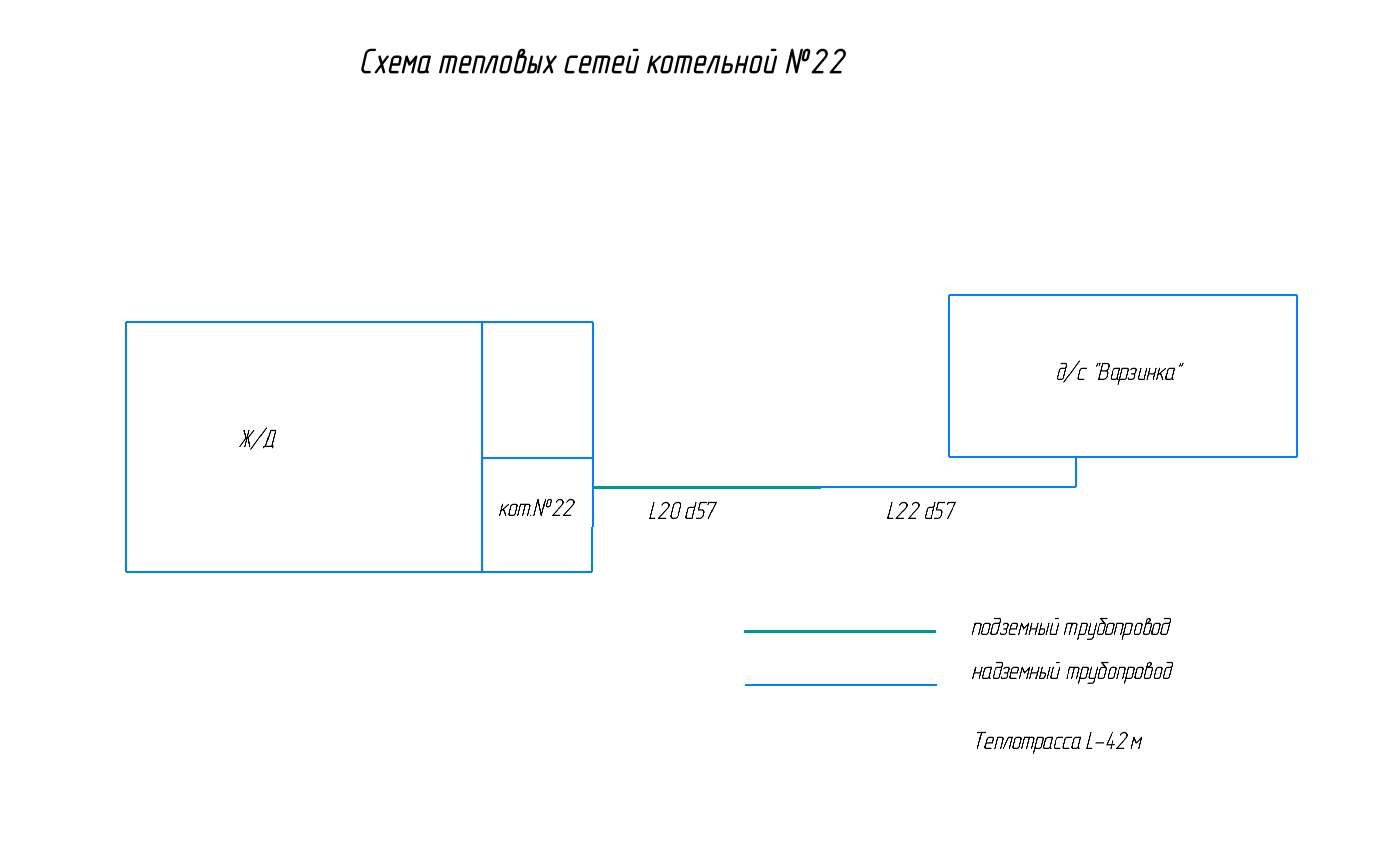 Схема тепловых сетей котельной №22
д/с "Варзинка"
Ж/Д
кот.№22
L20 d57
L22 d57
подземный трубопровод
надземный трубопровод
Теплотрасса L-42 м